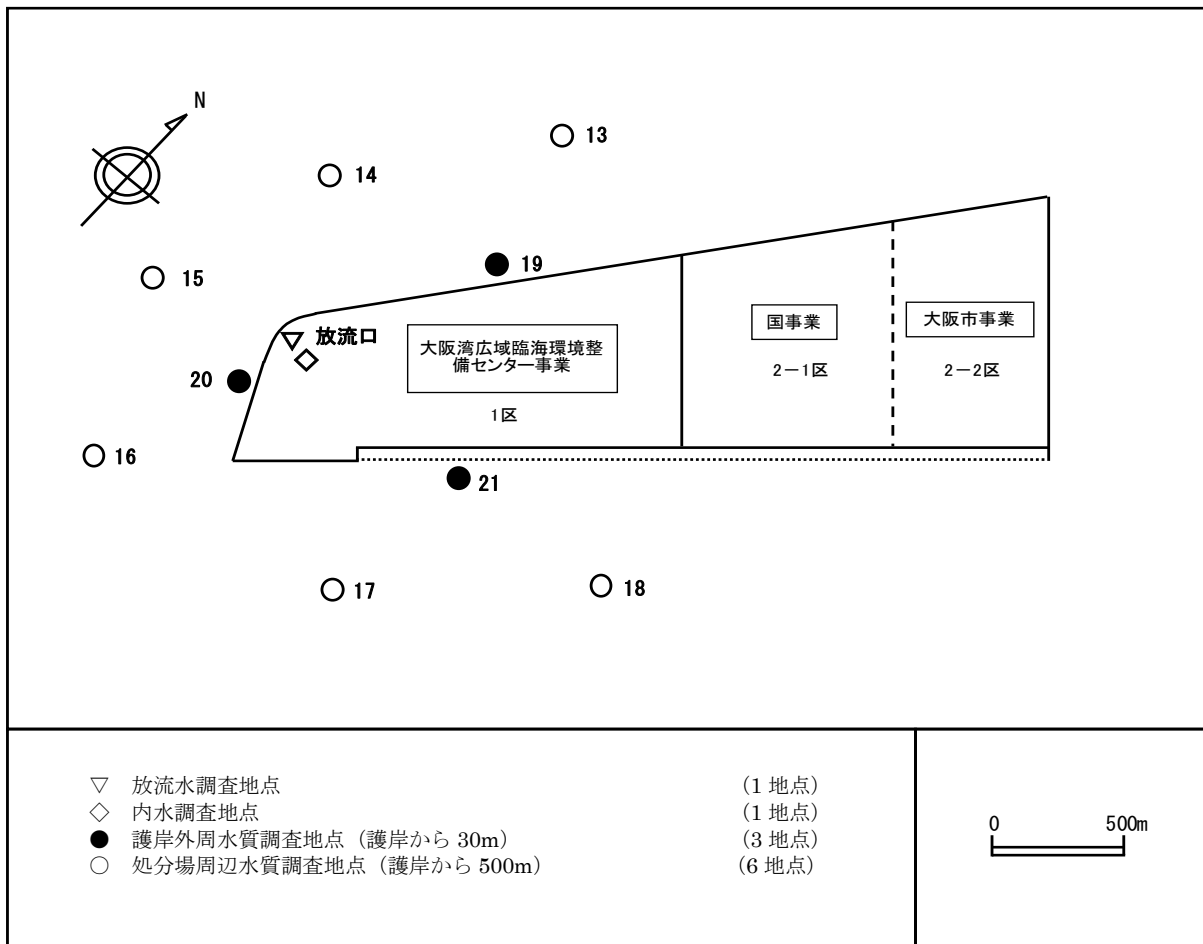 N
13
14
19
15
放流口
国事業
大阪市事業
大阪湾広域臨海環境整
備センター事業
2－1区
2－2区
20
1区
16
21
17
18
▽ 放流水調査地点 (1 地点)
◇ 内水調査地点 (1 地点)
● 護岸外周水質調査地点（護岸から 30m） (3 地点)
○ 処分場周辺水質調査地点（護岸から 500m） (6 地点)
0 500m